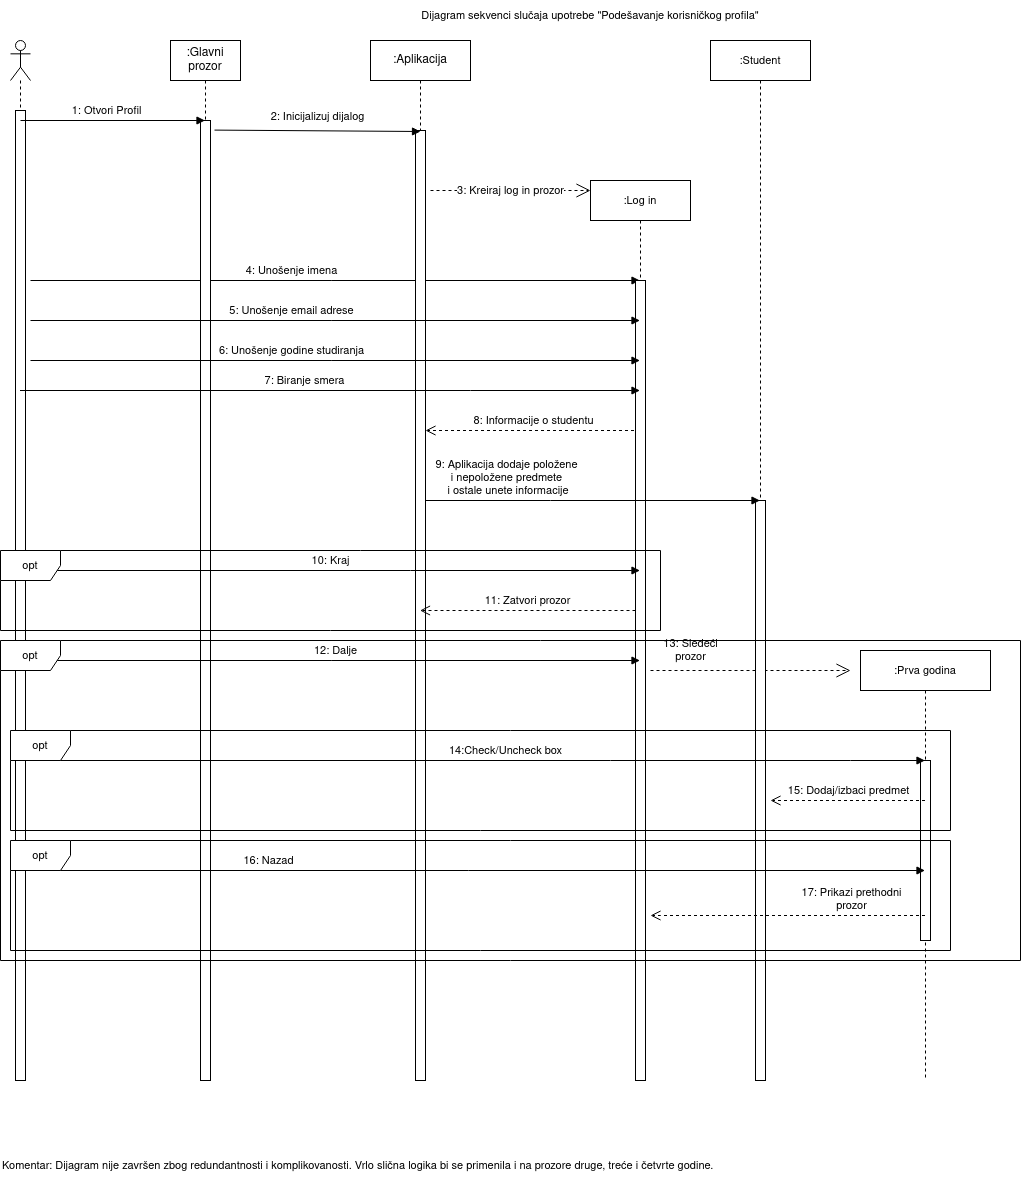 Dijagram sekvenci slučaja upotrebe "Podešavanje korisničkog profila"
:Glavni
prozor
:Aplikacija
:Student
1: Otvori Profil
2: Inicijalizuj dijalog
3: Kreiraj log in prozor
:Log in
4: Unošenje imena
5: Unošenje email adrese
6: Unošenje godine studiranja
7: Biranje smera
8: Informacije o studentu
9: Aplikacija dodaje položene
i nepoložene predmete
i ostale unete informacije
opt
10: Kraj
11: Zatvori prozor
opt
12: Dalje
13: Sledeći
prozor
:Prva godina
opt
14:Check/Uncheck box
15: Dodaj/izbaci predmet
opt
16: Nazad
17: Prikazi prethodni
prozor
Komentar: Dijagram nije završen zbog redundantnosti i komplikovanosti. Vrlo slična logika bi se primenila i na prozore druge, treće i četvrte godine.